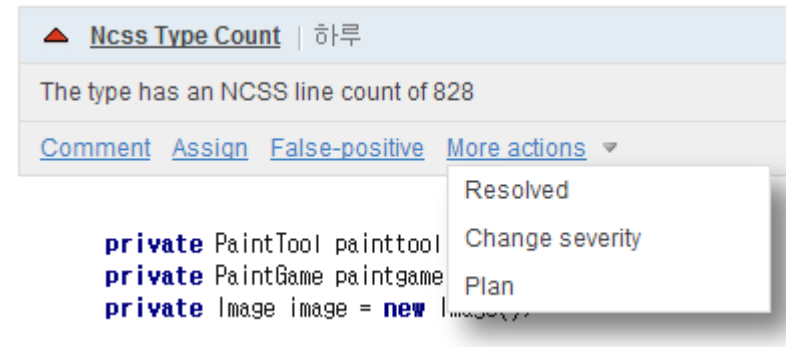 Ncss Type Count | 하루
The type has an NCSS line count of 828
Comment Assign False-positive More actions
Resolved
Change severity
Plan
private PaintTool painttool
private PaintGame paintgame
private Image image = new